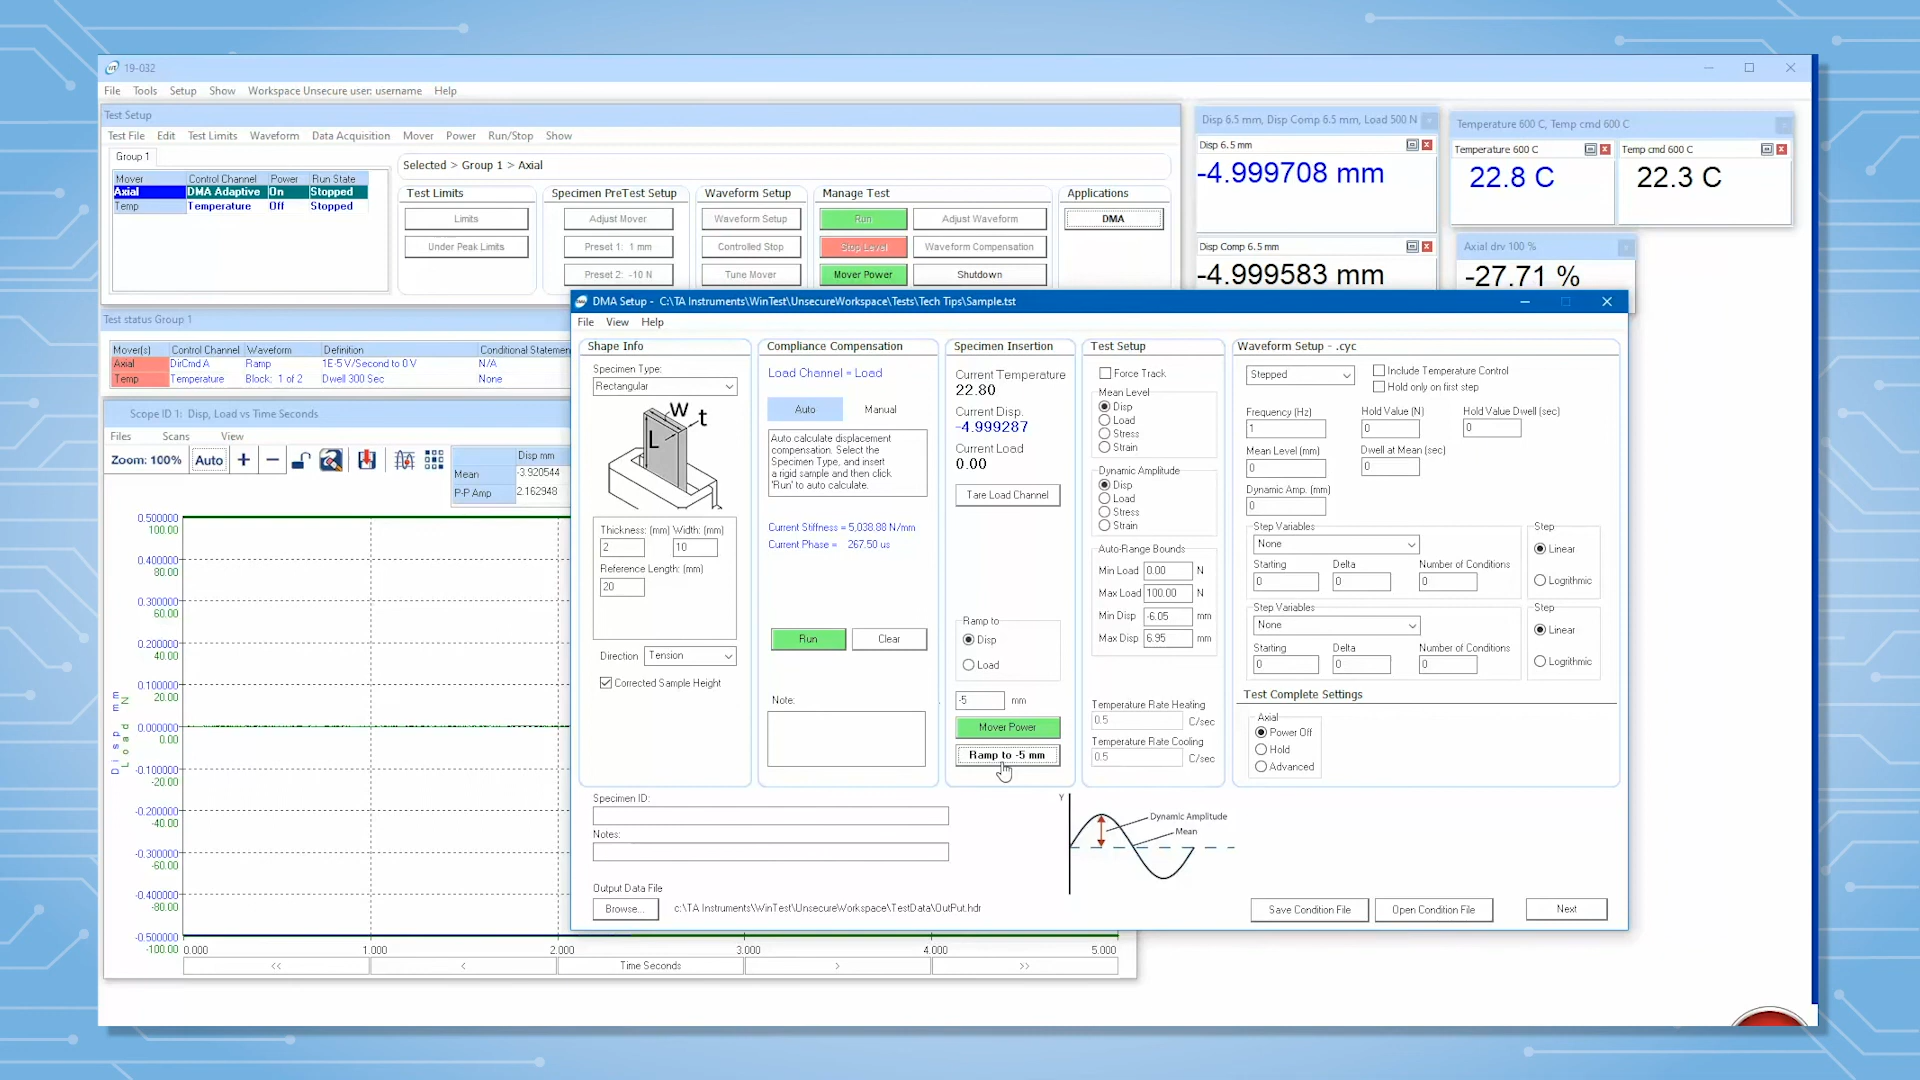 19-032
File Tools Setup Show Workspace Unsecure user: username Help
Test Setup
Test File Edit Test Limits Waveform Data Acquisition Mover Power Run/Stop Show
Group 1
Mover Control Channel Power Run State
Axial DMA Adaptive On Stopped
Temp Temperature Off Stopped
Selected > Group 1 > Axial
Test Limits
Limits
Under Peak Limits
Specimen PreTest Setup
Adjust Mover
Preset 1: 1 mm
Preset 2: -10 N
Waveform Setup
Waveform Setup
Controlled Stop
Tune Mover
Manage Test
Run Adjust Waveform
Stop Level Waveform Compensation
Mover Power Shutdown
Applications
DMA
Disp 6.5 mm, Disp Comp 6.5 mm, Load 500 N
Disp 6.5 mm
-4.999708 mm
Disp Comp 6.5 mm
-4.999583 mm
Temperature 600 C, Temp cmd 600 C
Temperature 600 C
22.8 C
Temp cmd 600 C
22.3 C
Axial drv 100 %
-27.71 %
Test status Group 1
Mover(s) Control Channel Waveform Definition Conditional Statemen
Axial DirCmd A Ramp 1E-5 V/Second to 0 V N/A
Temp Temperature Block: 1 of 2 Dwell 300 Sec None
Scope ID 1: Disp, Load vs Time Seconds
Files Scans View
Zoom: 100% Auto + −
Disp mm
Mean -3.920544
P-P Amp 2.162948
0.500000
100.00
0.400000
80.00
0.300000
60.00
0.200000
40.00
0.100000
20.00
0.000000
0.00
-0.100000
-20.00
-0.200000
-40.00
-0.300000
-60.00
-0.400000
-80.00
-0.500000
-100.00
Disp mm
Load N
0.000 1.000 2.000 3.000 4.000 5.000
<< < Time Seconds > >>
DMA Setup - C:\TA Instruments\WinTest\UnsecureWorkspace\Tests\Tech Tips\Sample.tst
File View Help
Shape Info
Specimen Type:
Rectangular
W
t
L
Thickness: (mm) Width: (mm)
2 10
Reference Length: (mm)
20
Direction Tension
Corrected Sample Height
Compliance Compensation
Load Channel = Load
Auto Manual
Auto calculate displacement
compensation. Select the
Specimen Type, and insert
a rigid sample and then click
'Run' to auto calculate.
Current Stiffness = 5,038.88 N/mm
Current Phase = 267.50 us
Run Clear
Note:
Specimen Insertion
Current Temperature
22.80
Current Disp.
-4.999287
Current Load
0.00
Tare Load Channel
Ramp to
Disp
Load
-5 mm
Mover Power
Ramp to -5 mm
Test Setup
Force Track
Mean Level
Disp
Load
Stress
Strain
Dynamic Amplitude
Disp
Load
Stress
Strain
Auto-Range Bounds
Min Load 0.00 N
Max Load 100.00 N
Min Disp -6.05 mm
Max Disp 6.95 mm
Temperature Rate Heating
0.5 C/sec
Temperature Rate Cooling
0.5 C/sec
Waveform Setup - .cyc
Stepped
Include Temperature Control
Hold only on first step
Frequency (Hz) Hold Value (N) Hold Value Dwell (sec)
1 0 0
Mean Level (mm) Dwell at Mean (sec)
0 0
Dynamic Amp. (mm)
0
Step Variables
None
Starting Delta Number of Conditions
0 0 0
Step
Linear
Logrithmic
Step Variables
None
Starting Delta Number of Conditions
0 0 0
Step
Linear
Logrithmic
Test Complete Settings
Axial
Power Off
Hold
Advanced
Specimen ID:
Notes:
Output Data File
Browse... c:\TA Instruments\WinTest\UnsecureWorkspace\TestData\OutPut.hdr
Y
Dynamic Amplitude
Mean
Save Condition File Open Condition File Next